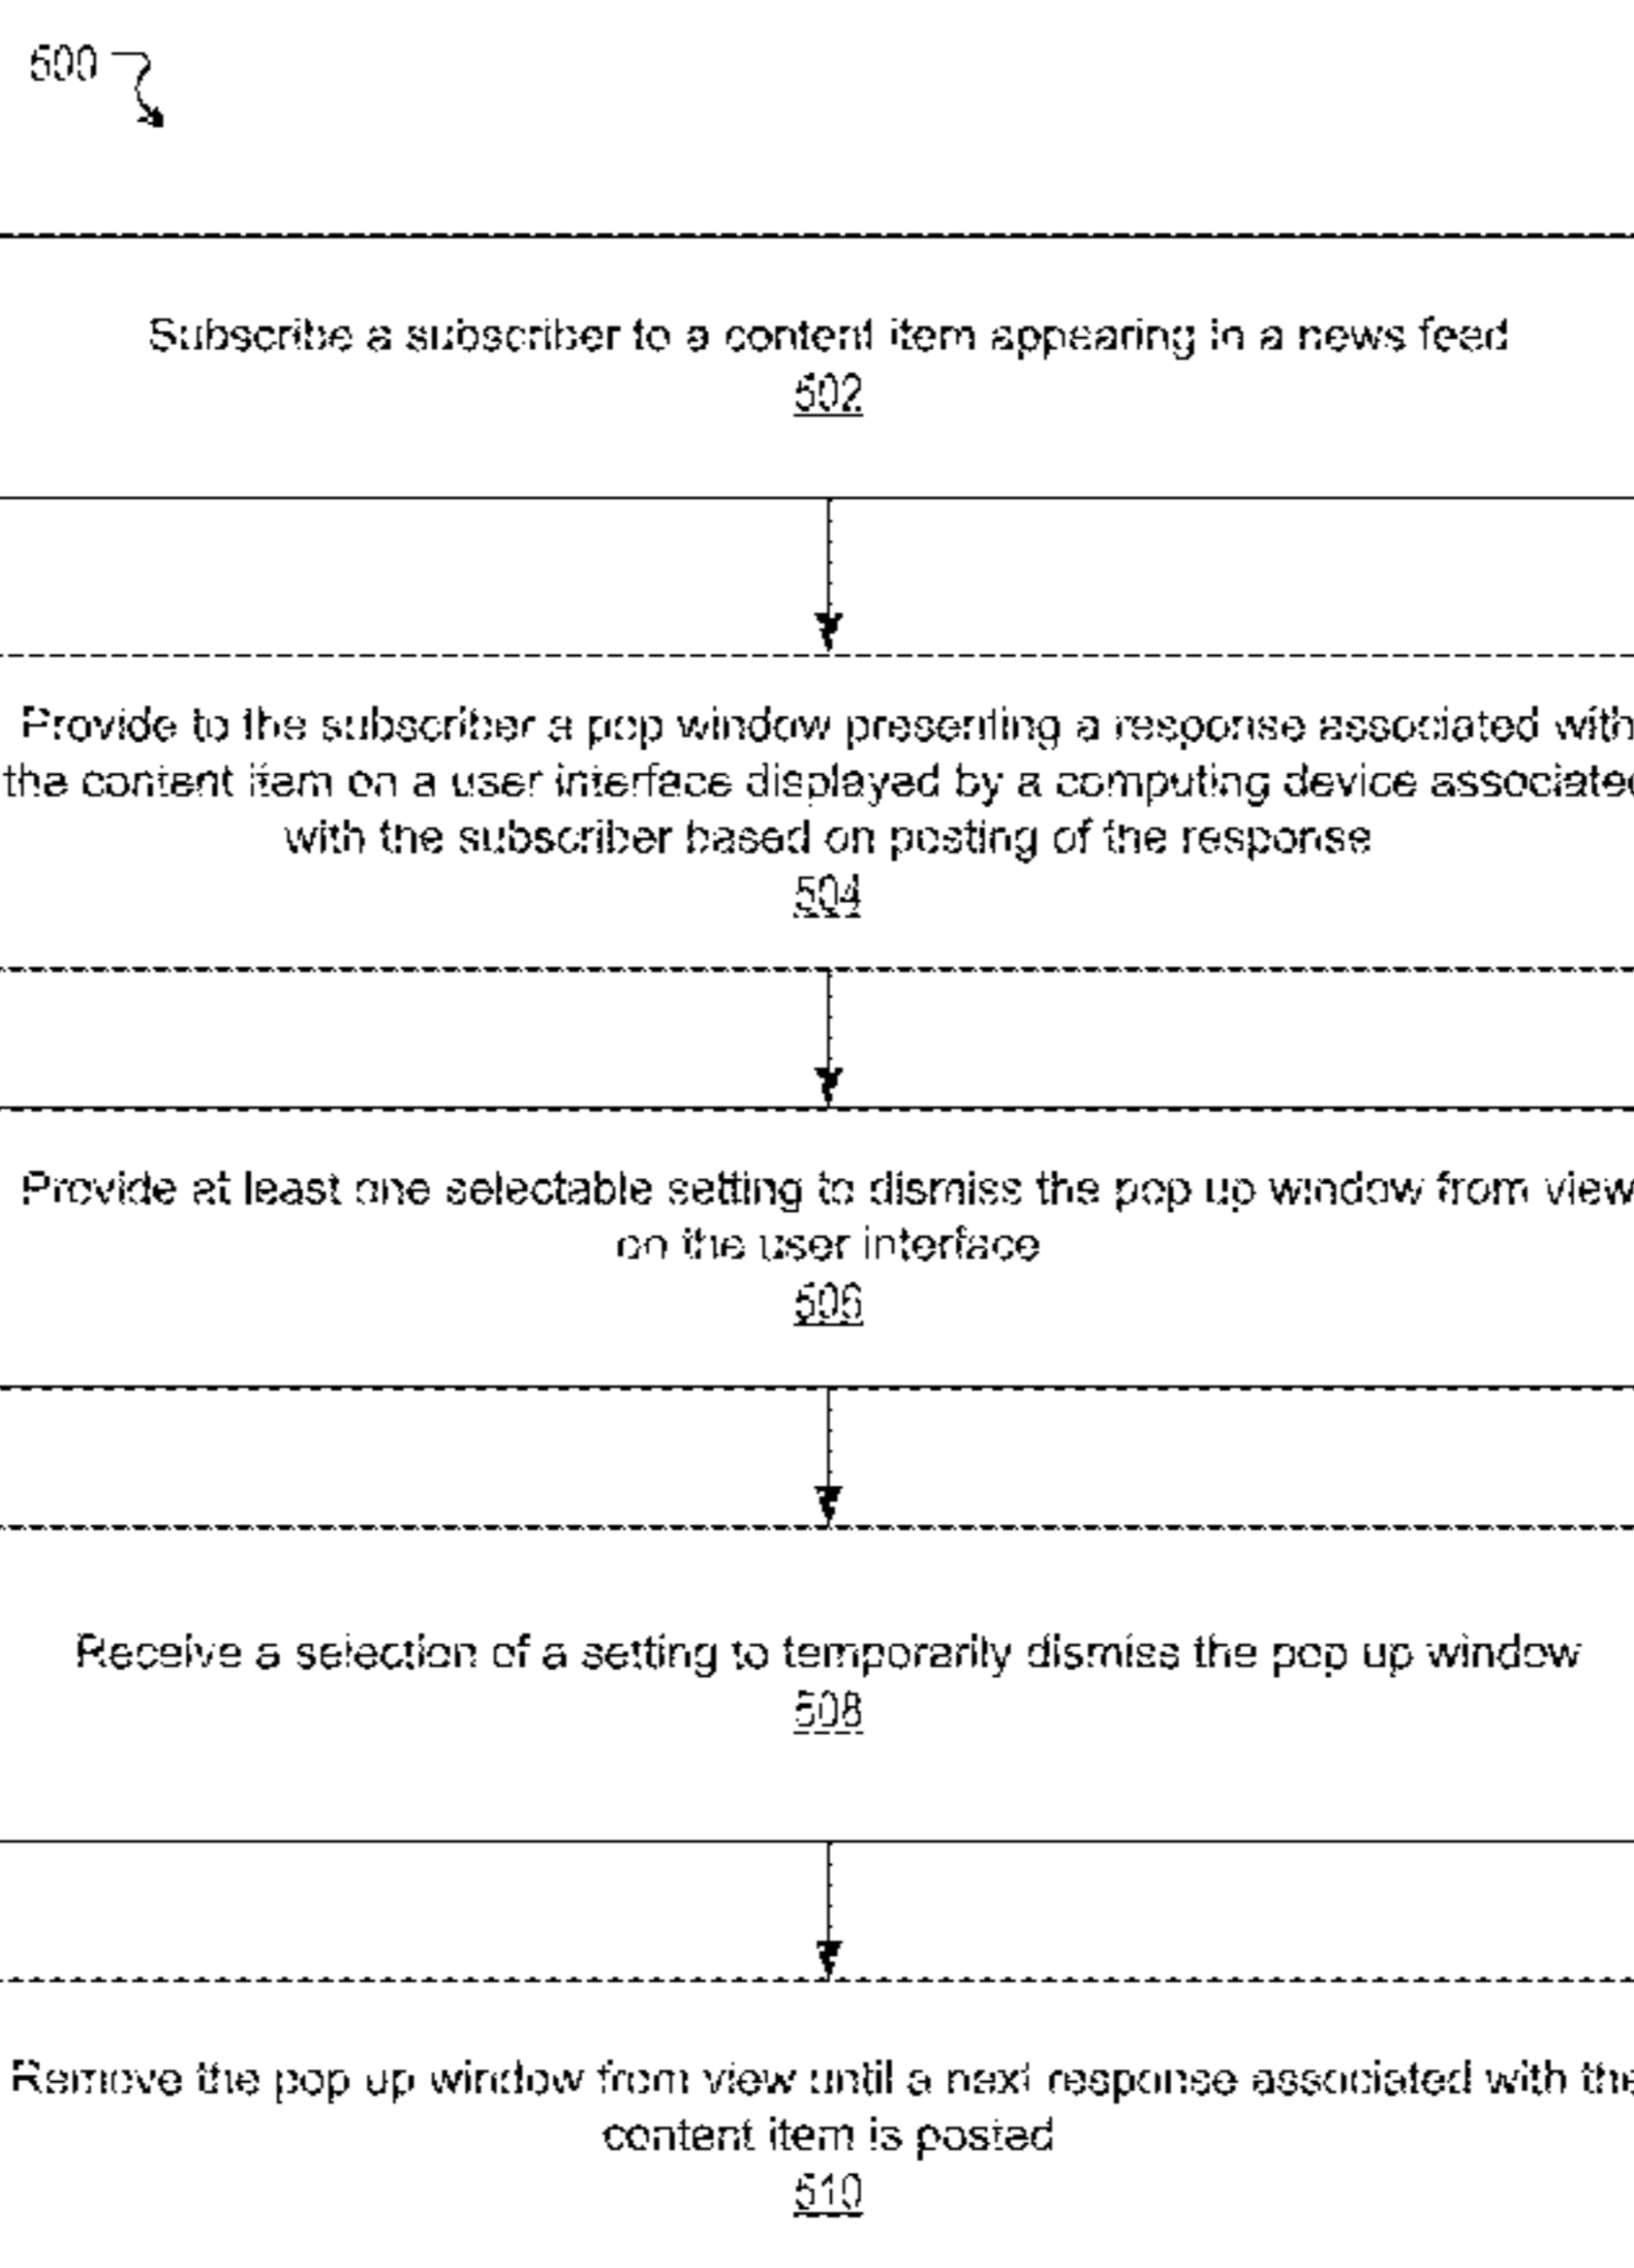 500
Subscribe a subscriber to a content item appearing in a news feed
502
Provide to the subscriber a pop window presenting a response associated with
the content item on a user interface displayed by a computing device associated
with the subscriber based on posting of the response
504
Provide at least one selectable setting to dismiss the pop up window from view
on the user interface
506
Receive a selection of a setting to temporarily dismiss the pop up window
508
Remove the pop up window from view until a next response associated with the
content item is posted
510